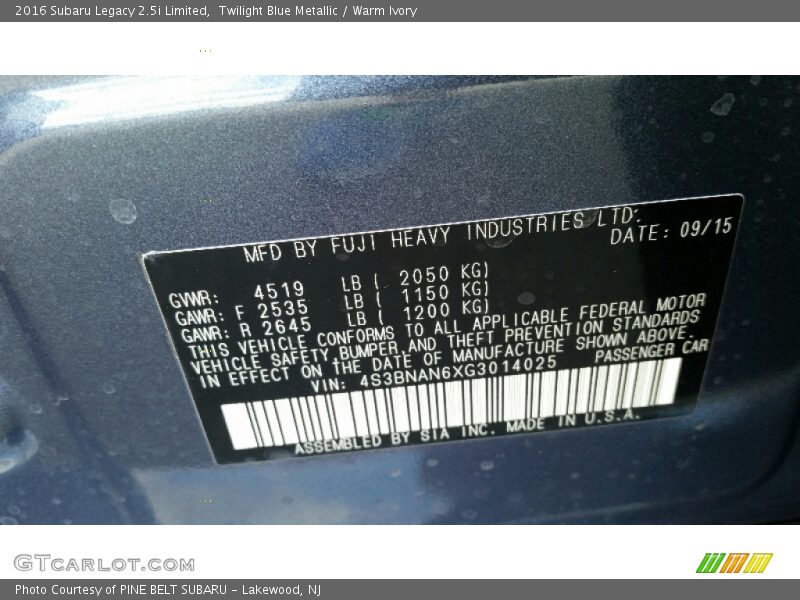 2016 Subaru Legacy 2.5i Limited, Twilight Blue Metallic / Warm Ivory
MFD BY FUJI HEAVY INDUSTRIES LTD.
DATE: 09/15
GVWR: 4519 LB ( 2050 KG)
GAWR: F 2535 LB ( 1150 KG)
GAWR: R 2645 LB ( 1200 KG)
THIS VEHICLE CONFORMS TO ALL APPLICABLE FEDERAL MOTOR
VEHICLE SAFETY, BUMPER, AND THEFT PREVENTION STANDARDS
IN EFFECT ON THE DATE OF MANUFACTURE SHOWN ABOVE.
VIN: 4S3BNAN6XG3014025 PASSENGER CAR
ASSEMBLED BY SIA INC. MADE IN U.S.A.
GTCARLOT.COM
Photo Courtesy of PINE BELT SUBARU - Lakewood, NJ